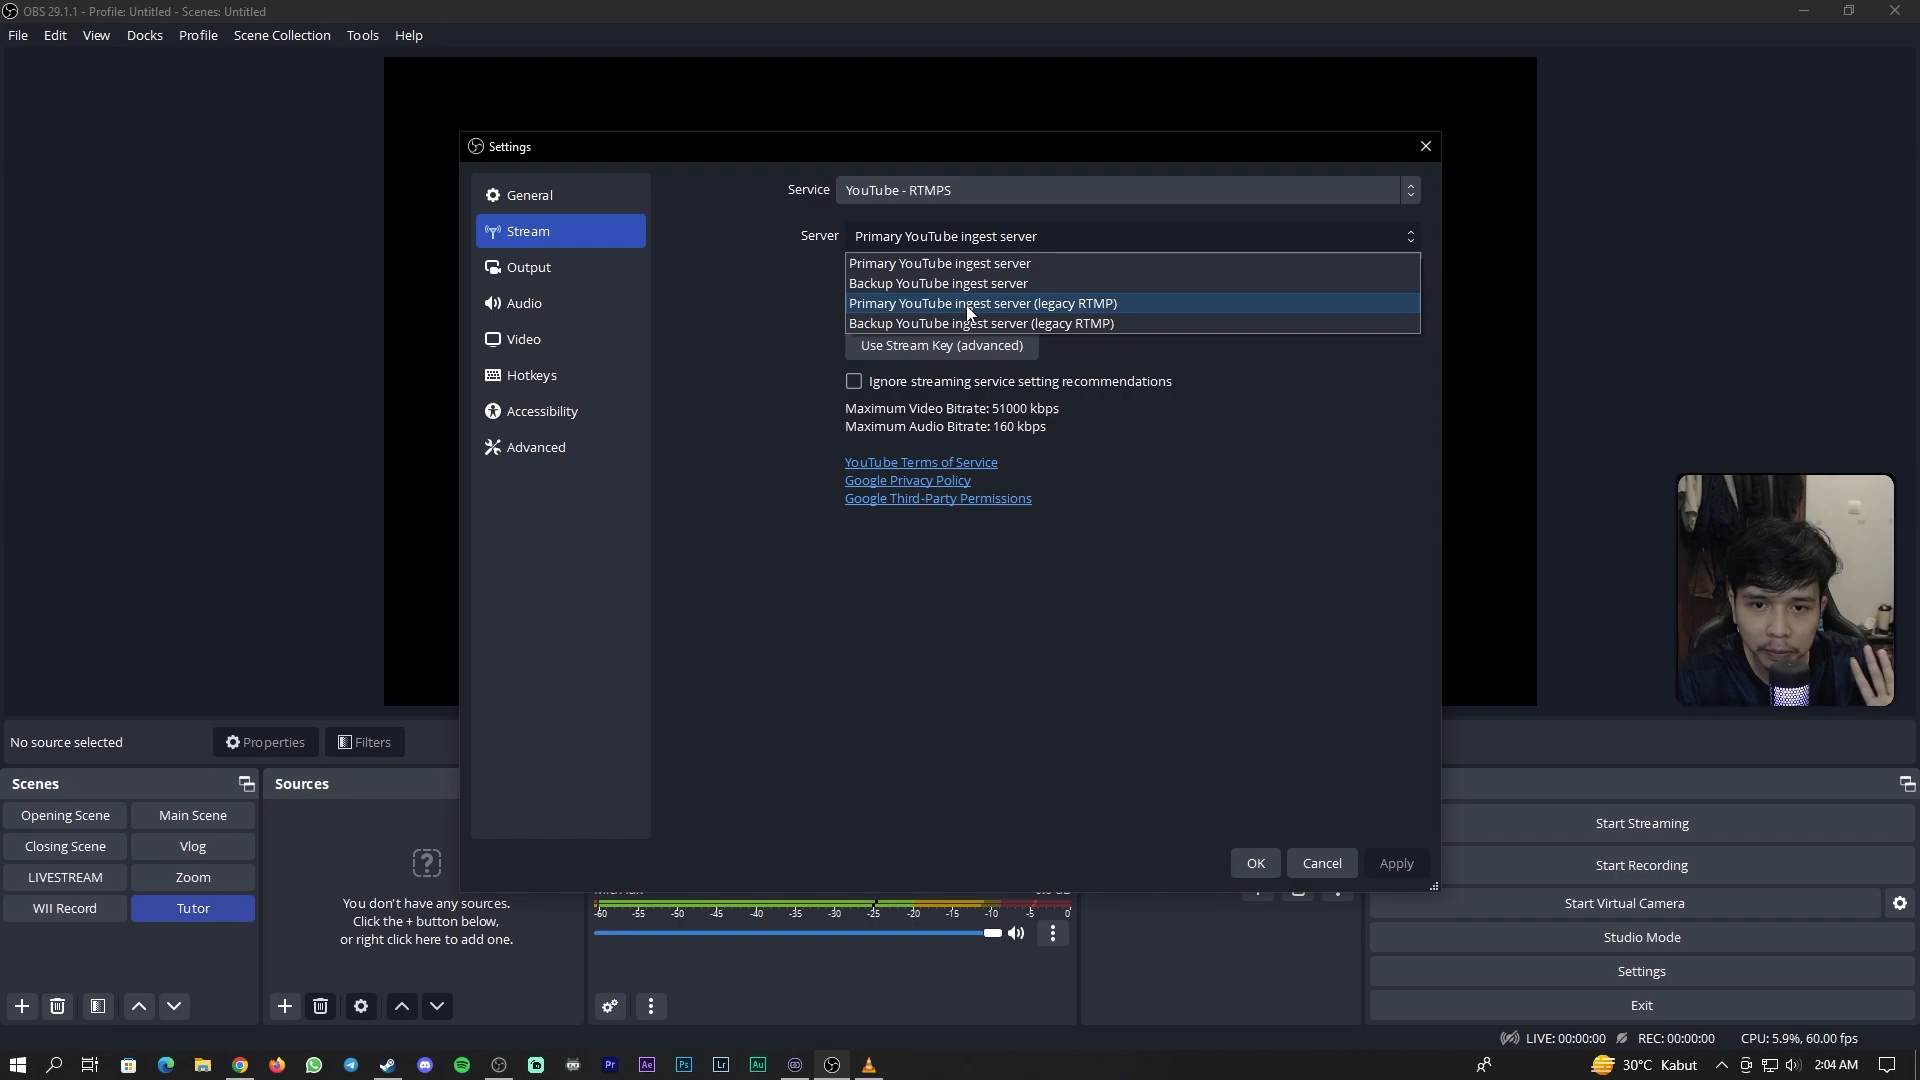 OBS 29.1.1 - Profile: Untitled - Scenes: Untitled
File Edit View Docks Profile Scene Collection Tools Help
Settings
General
Stream
Output
Audio
Video
Hotkeys
Accessibility
Advanced
Service YouTube - RTMPS
Server Primary YouTube ingest server
Primary YouTube ingest server
Backup YouTube ingest server
Primary YouTube ingest server (legacy RTMP)
Backup YouTube ingest server (legacy RTMP)
Use Stream Key (advanced)
Ignore streaming service setting recommendations
Maximum Video Bitrate: 51000 kbps
Maximum Audio Bitrate: 160 kbps
YouTube Terms of Service
Google Privacy Policy
Google Third-Party Permissions
OK Cancel Apply
No source selected Properties Filters
Scenes
Opening Scene Main Scene
Closing Scene Vlog
LIVESTREAM Zoom
WII Record Tutor
Sources
You don't have any sources.
Click the + button below,
or right click here to add one.
-60 -55 -50 -45 -40 -35 -30 -25 -20 -15 -10 -5 0
Start Streaming
Start Recording
Start Virtual Camera
Studio Mode
Settings
Exit
LIVE: 00:00:00 REC: 00:00:00 CPU: 5.9%, 60.00 fps
Pr Ae Ps Lr Au
30°C Kabut 2:04 AM